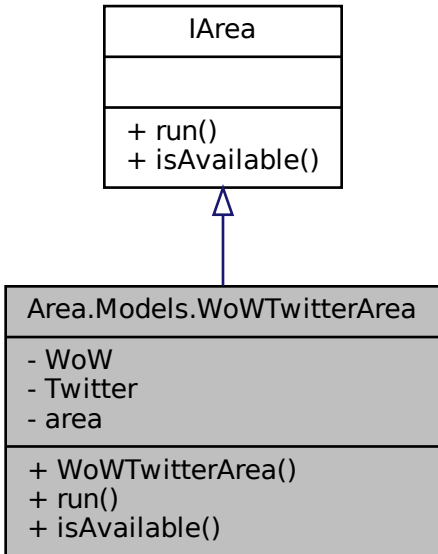 IArea
+ run()
+ isAvailable()
Area.Models.WoWTwitterArea
- WoW
- Twitter
- area
+ WoWTwitterArea()
+ run()
+ isAvailable()